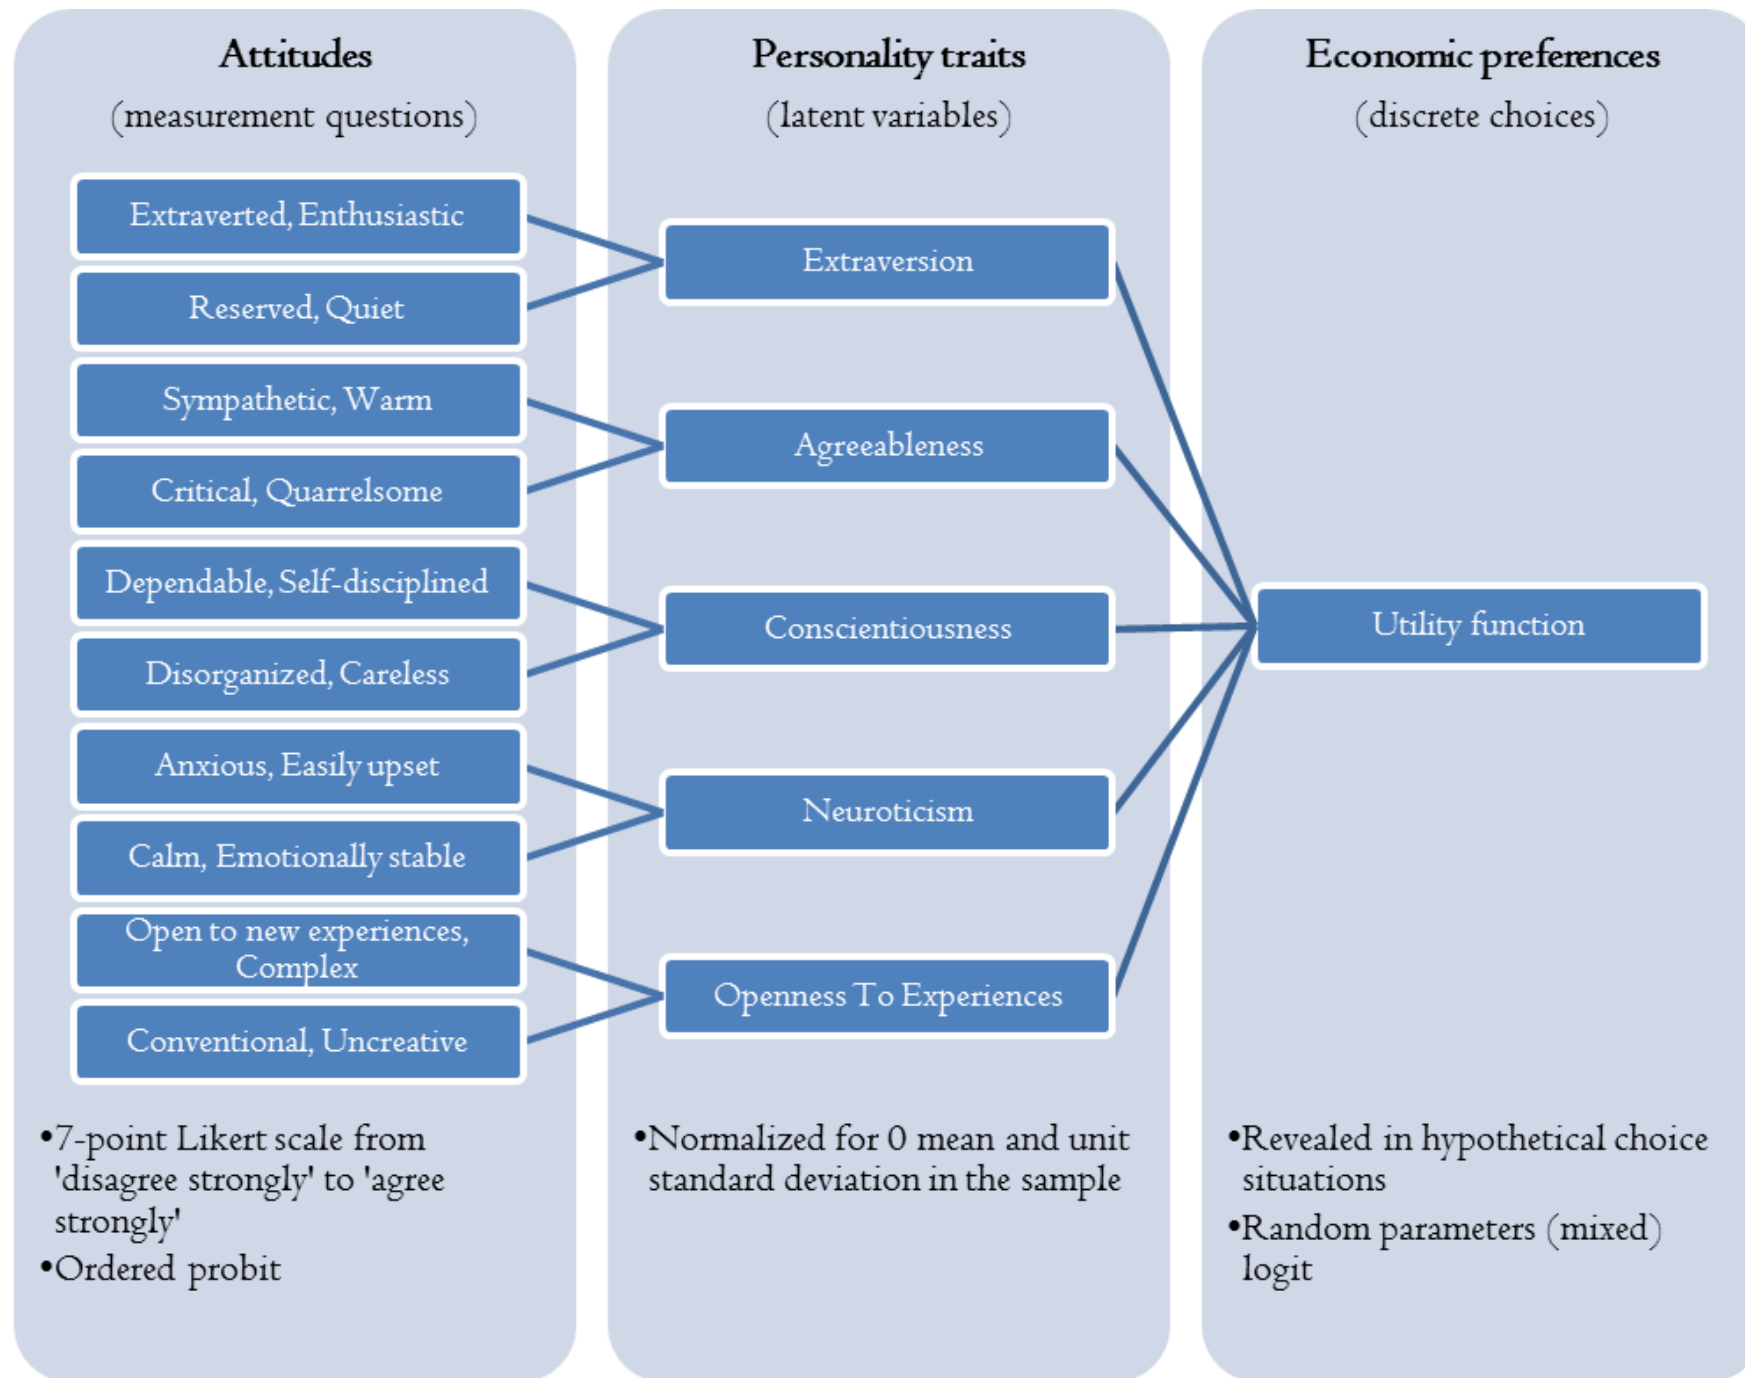 Attitudes
(measurement questions)
Extraverted, Enthusiastic
Reserved, Quiet
Sympathetic, Warm
Critical, Quarrelsome
Dependable, Self-disciplined
Disorganized, Careless
Anxious, Easily upset
Calm, Emotionally stable
Open to new experiences,
Complex
Conventional, Uncreative
•7-point Likert scale from
'disagree strongly' to 'agree
strongly'
•Ordered probit
Personality traits
(latent variables)
Extraversion
Agreeableness
Conscientiousness
Neuroticism
Openness To Experiences
•Normalized for 0 mean and unit
standard deviation in the sample
Economic preferences
(discrete choices)
Utility function
•Revealed in hypothetical choice
situations
•Random parameters (mixed)
logit